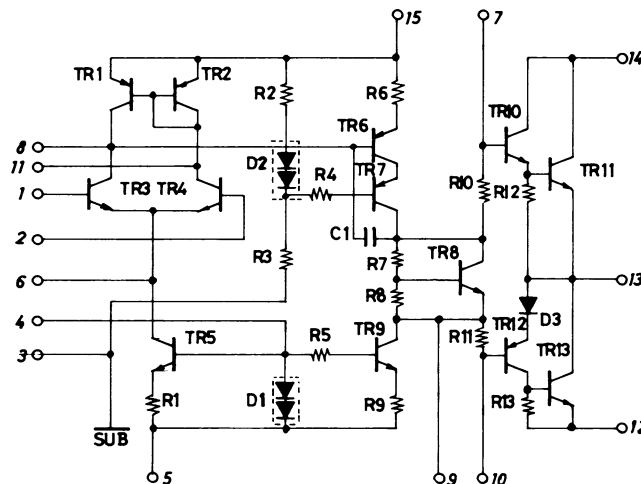 15 7
14
TR1 TR2
R2 R6
TR10
TR6
8
D2
11
TR7
TR11
R4
R10 R12
1
TR3 TR4
2
C1
R3
R7
TR8
6
13
R8
D3
4
TR12
TR9
R11
R5
TR5
TR13
3
R1
D1
R9
R13
SUB
12
5 9 10